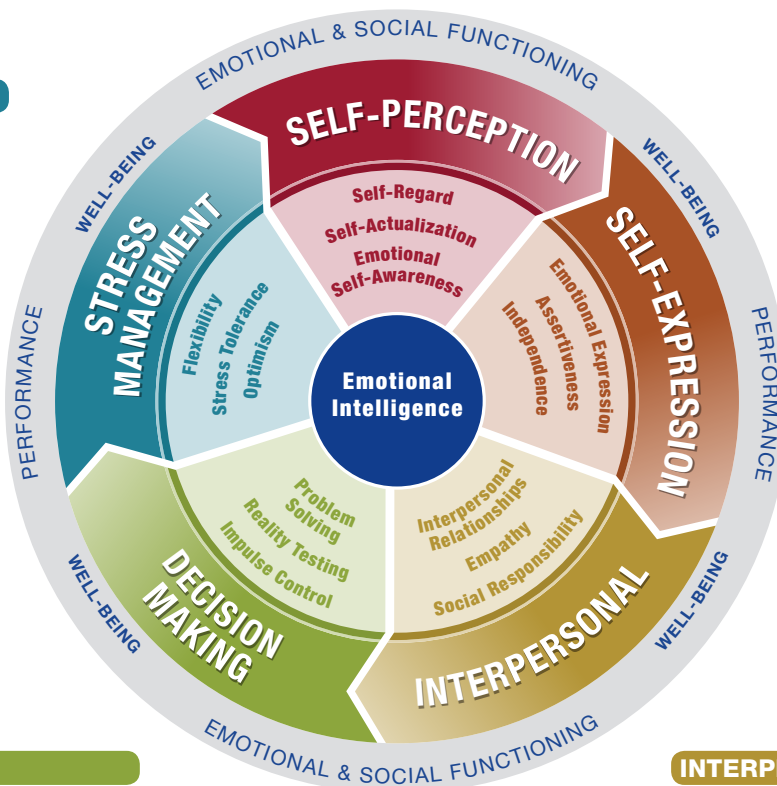 EMOTIONAL & SOCIAL FUNCTIONING
WELL-BEING
PERFORMANCE
WELL-BEING
EMOTIONAL & SOCIAL FUNCTIONING
WELL-BEING
PERFORMANCE
WELL-BEING
SELF-PERCEPTION
Self-Regard
Self-Actualization
Emotional
Self-Awareness
SELF-EXPRESSION
Emotional Expression
Assertiveness
Independence
INTERPERSONAL
Interpersonal
Relationships
Empathy
Social Responsibility
DECISION
MAKING
Problem
Solving
Reality Testing
Impulse Control
STRESS
MANAGEMENT
Flexibility
Stress Tolerance
Optimism
Emotional
Intelligence
INTERP